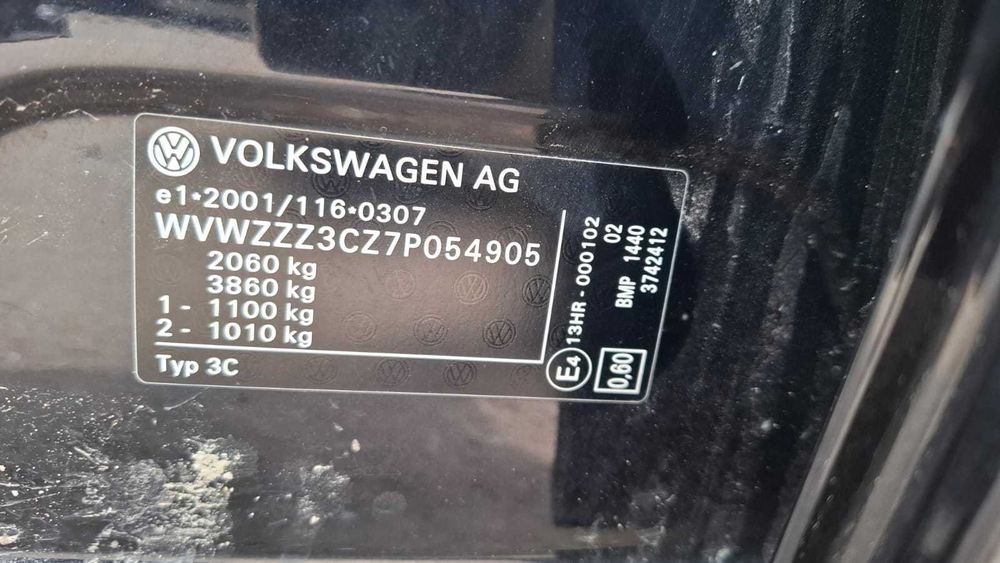 VOLKSWAGEN AG
e1*2001/116*0307
WVWZZZ3CZ7P054905
2060 kg
3860 kg
1 - 1100 kg
2 - 1010 kg
Typ 3C
E4 13HR - 000102
02
BMP 1440
3742412
0,60